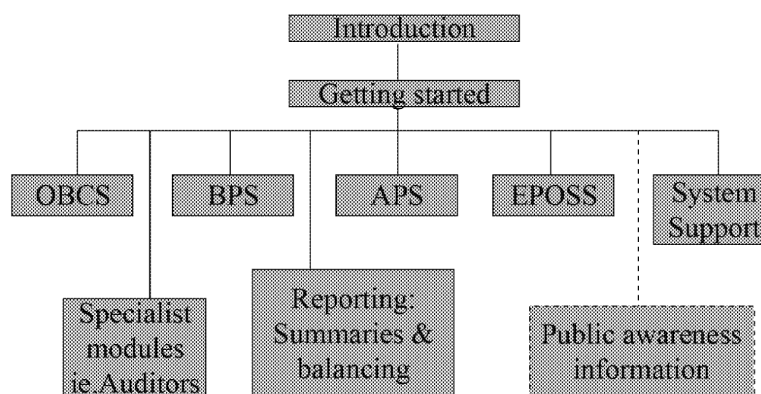 Introduction
Getting started
OBCS
BPS
APS
EPOSS
System
Support
Specialist
modules
ie.Auditors
Reporting:
Summaries &
balancing
Public awareness
information